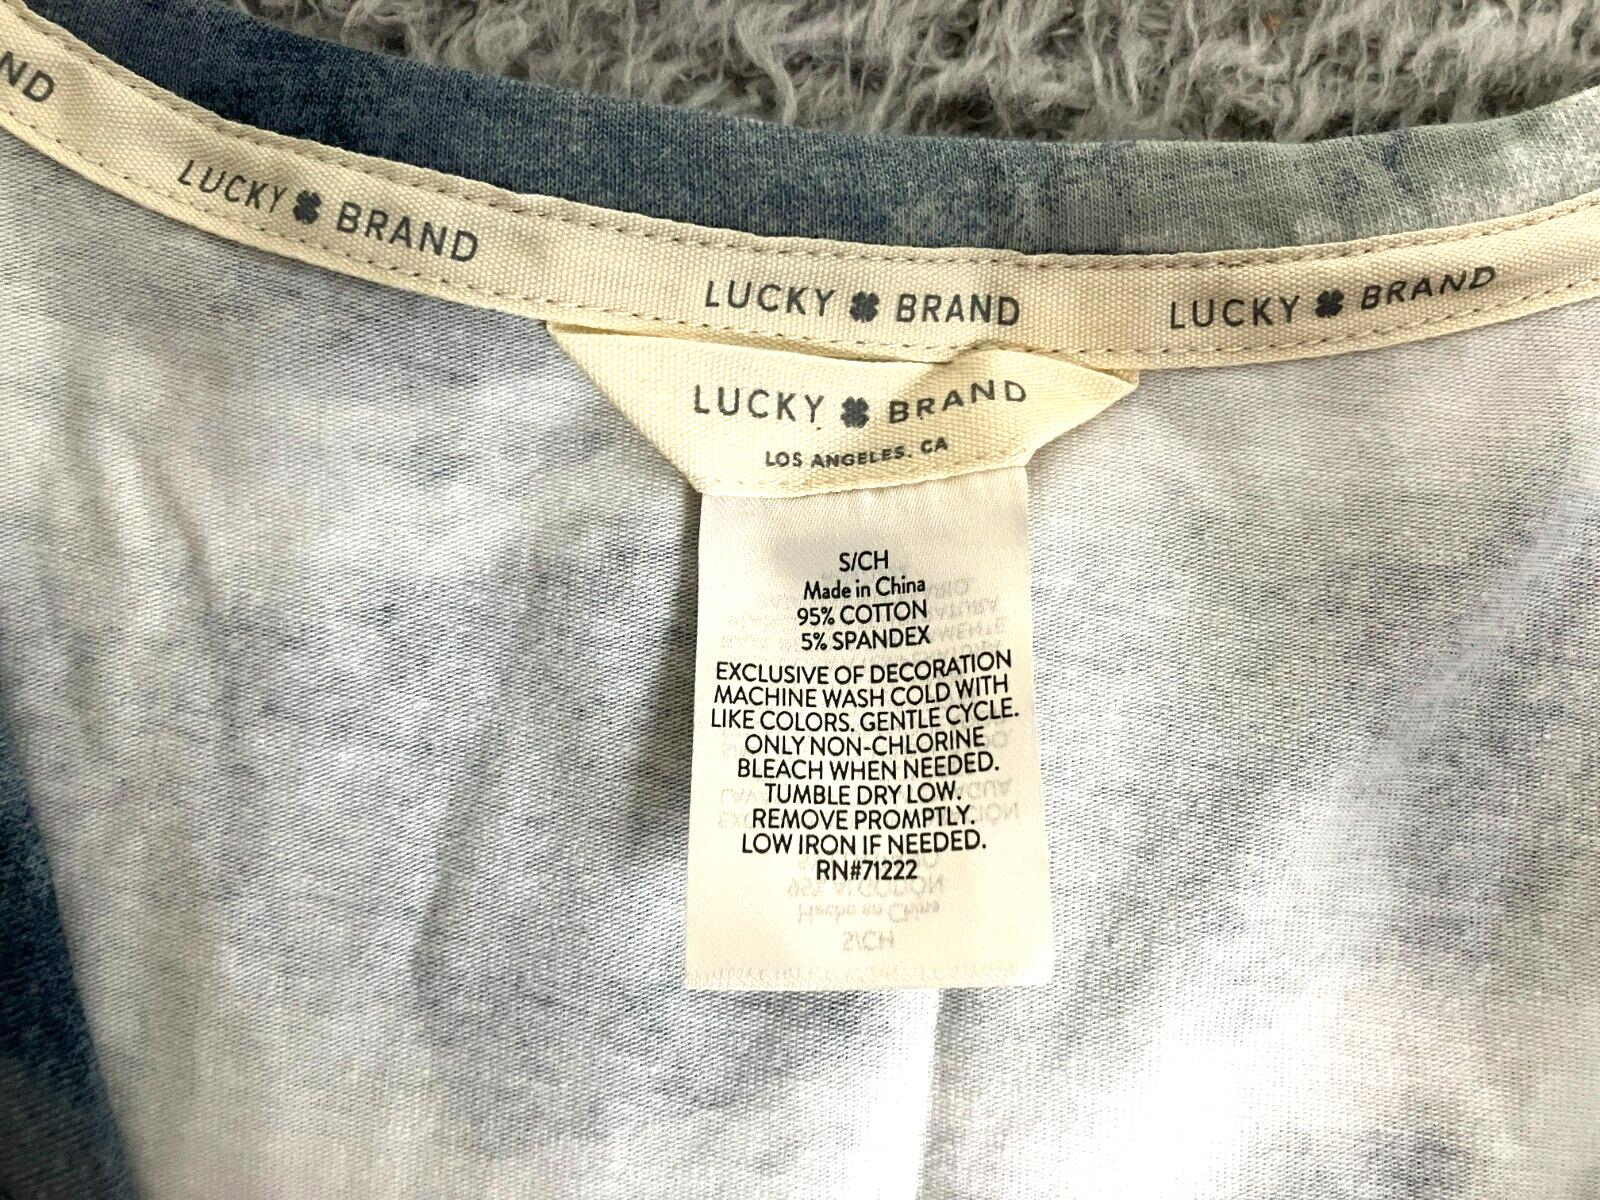 ND
LUCKY BRAND
LUCKY BRAND
LUCKY BRAND
LUCKY BRAND
LOS ANGELES, CA
S/CH
Made in China
95% COTTON
5% SPANDEX
EXCLUSIVE OF DECORATION
MACHINE WASH COLD WITH
LIKE COLORS. GENTLE CYCLE.
ONLY NON-CHLORINE
BLEACH WHEN NEEDED.
TUMBLE DRY LOW.
REMOVE PROMPTLY.
LOW IRON IF NEEDED.
RN#71222